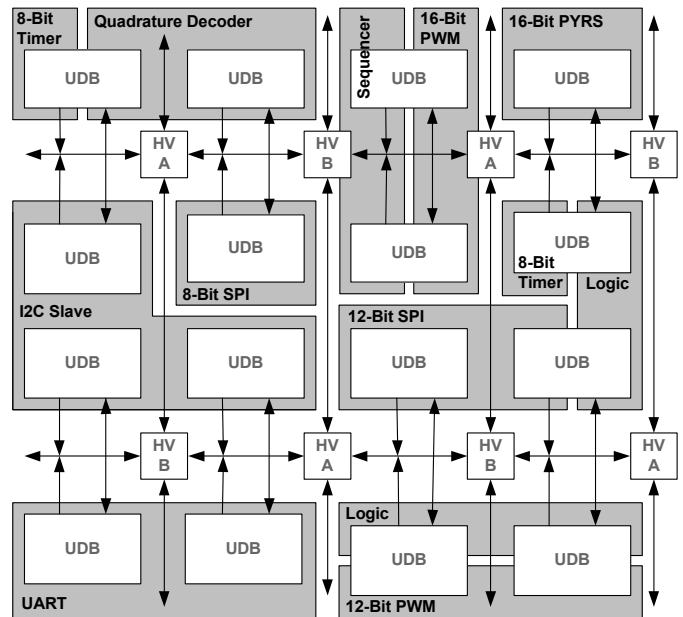 8-Bit
Timer
Quadrature Decoder
Sequencer
16-Bit
PWM
16-Bit PYRS
UDB
UDB
UDB
UDB
HV
A
HV
B
HV
A
HV
B
UDB
UDB
UDB
UDB
8-Bit SPI
8-Bit
Timer
Logic
I2C Slave
12-Bit SPI
UDB
UDB
UDB
UDB
HV
B
HV
A
HV
B
HV
A
Logic
UDB
UDB
UDB
UDB
UART
12-Bit PWM